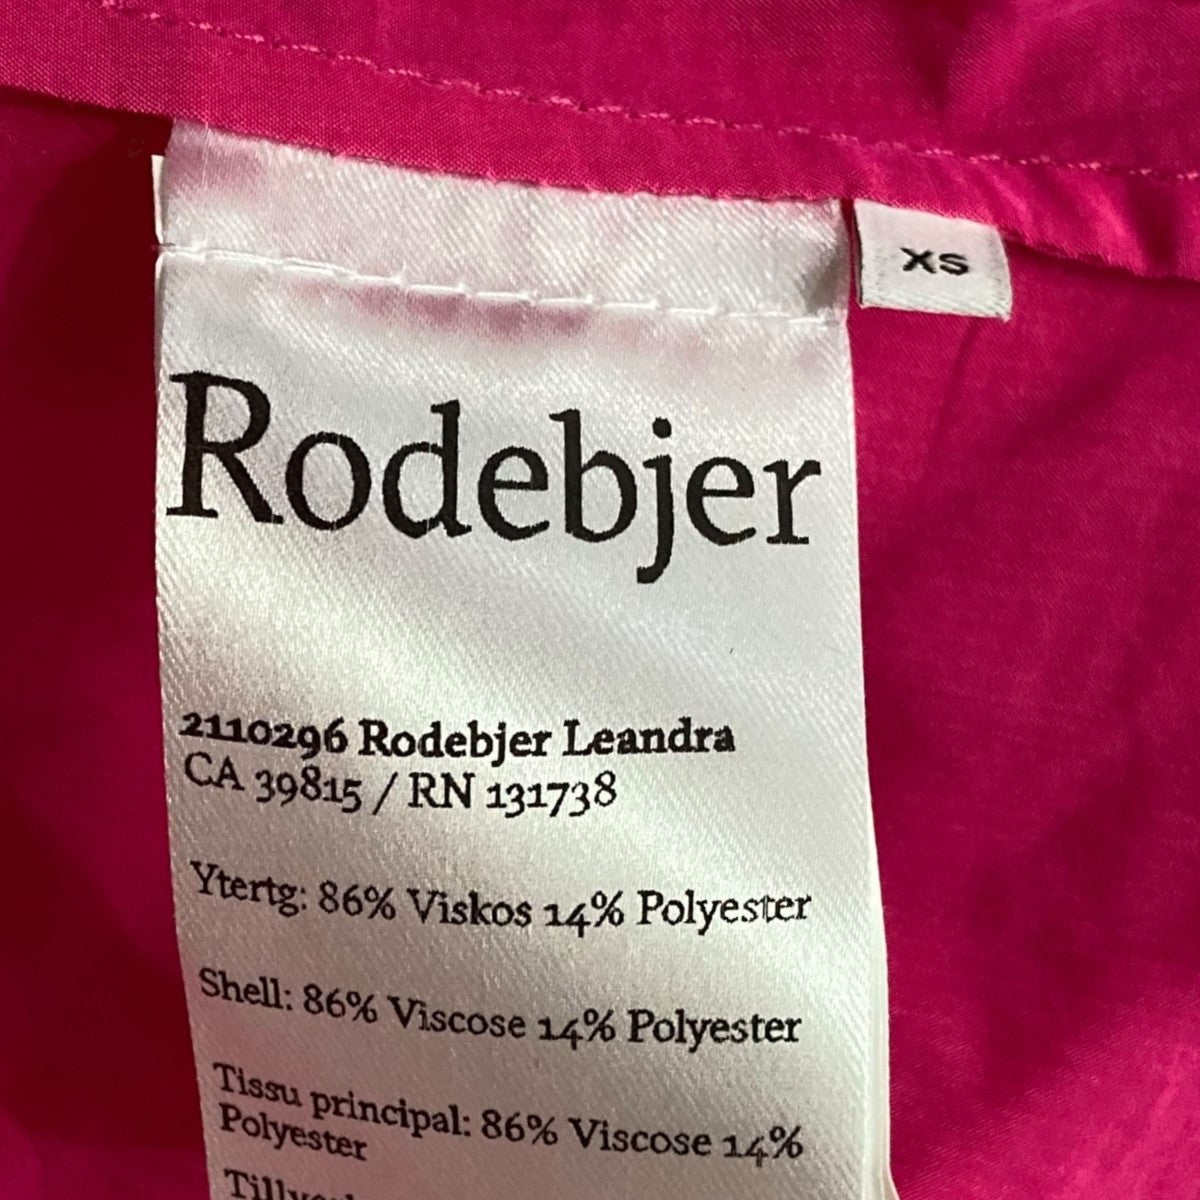 XS
Rodebjer
2110296 Rodebjer Leandra
CA 39815 / RN 131738
Ytertg: 86% Viskos 14% Polyester
Shell: 86% Viscose 14% Polyester
Tissu principal: 86% Viscose 14%
Polyester